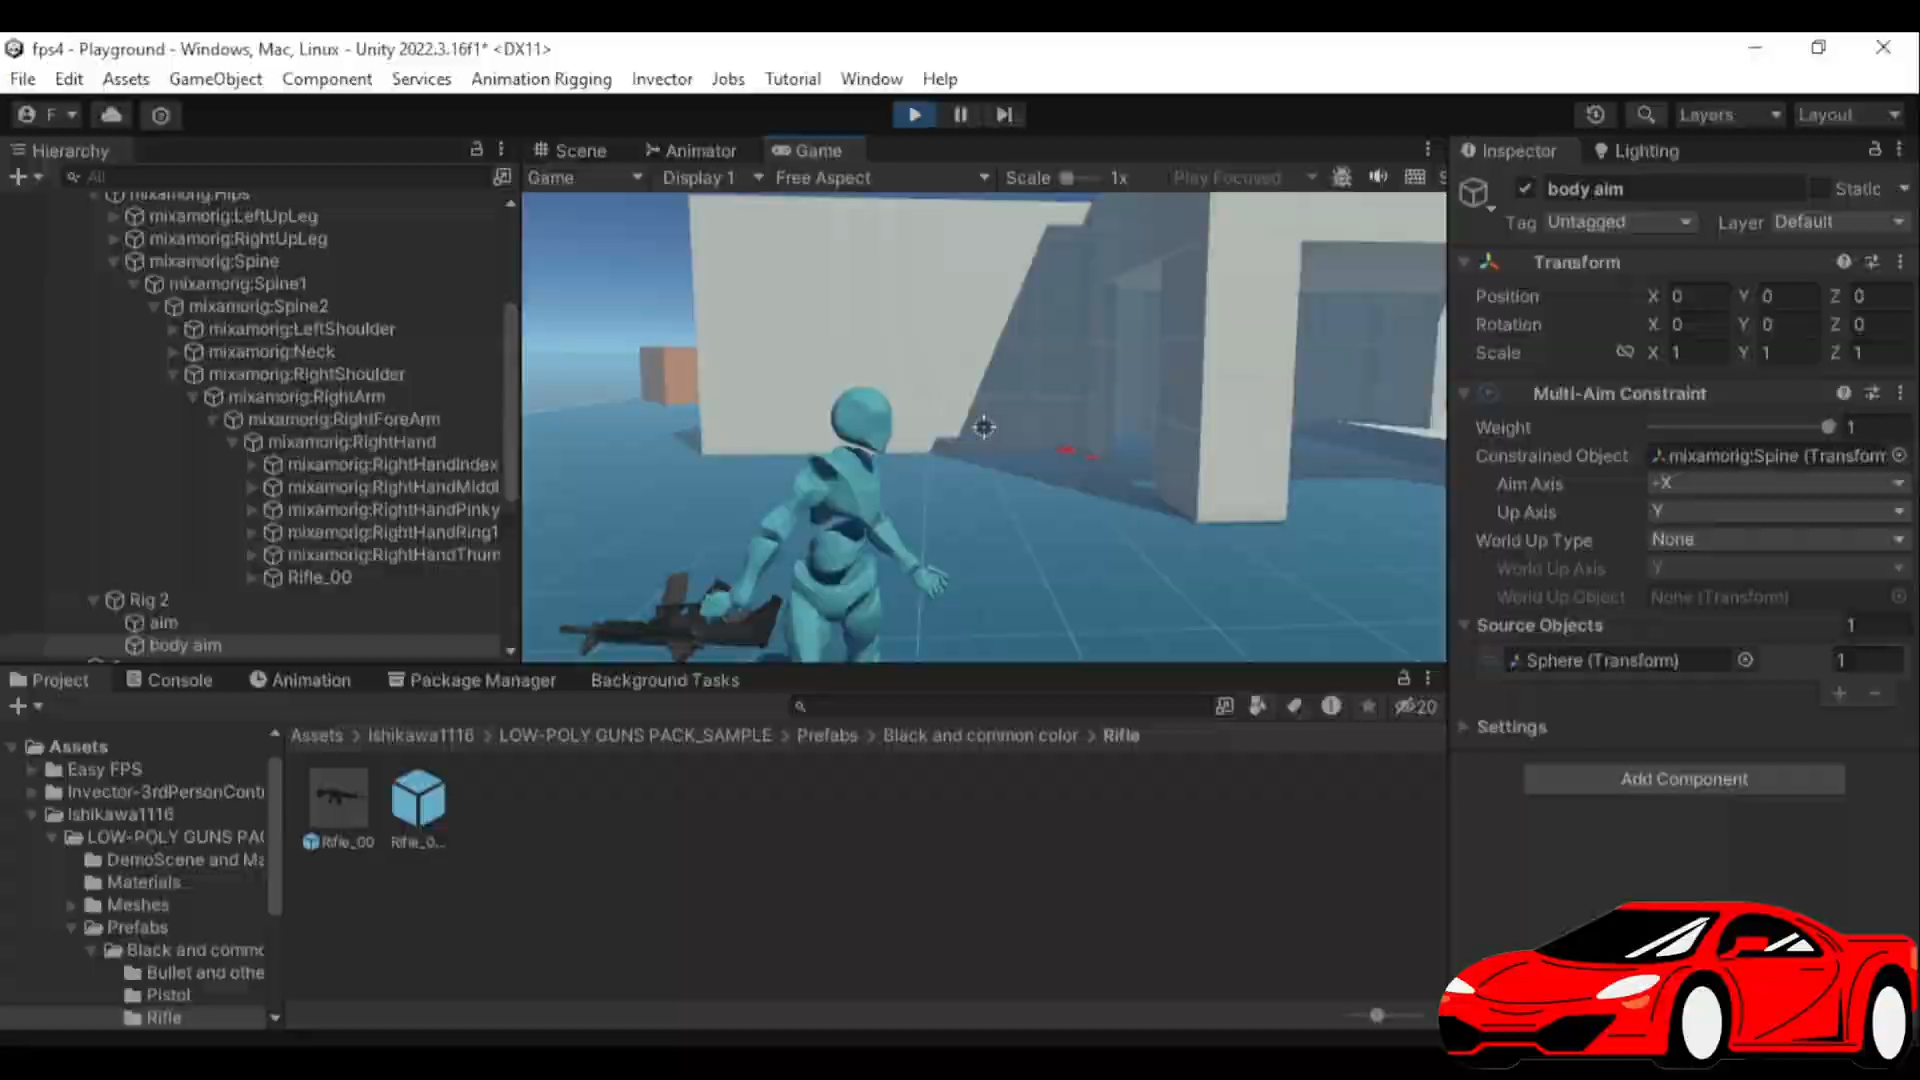 fps4 - Playground - Windows, Mac, Linux - Unity 2022.3.16f1* <DX11>
File Edit Assets GameObject Component Services Animation Rigging Invector Jobs Tutorial Window Help
F Layers Layout
Hierarchy
All
mixamorig:Hips
mixamorig:LeftUpLeg
mixamorig:RightUpLeg
mixamorig:Spine
mixamorig:Spine1
mixamorig:Spine2
mixamorig:LeftShoulder
mixamorig:Neck
mixamorig:RightShoulder
mixamorig:RightArm
mixamorig:RightForeArm
mixamorig:RightHand
mixamorig:RightHandIndex
mixamorig:RightHandMiddl
mixamorig:RightHandPinky
mixamorig:RightHandRing1
mixamorig:RightHandThum
Rifle_00
Rig 2
aim
body aim
Scene Animator Game
Game Display 1 Free Aspect Scale 1x Play Focused S
Inspector Lighting
body aim Static
Tag Untagged Layer Default
Transform
Position X 0 Y 0 Z 0
Rotation X 0 Y 0 Z 0
Scale X 1 Y 1 Z 1
Multi-Aim Constraint
Weight 1
Constrained Object mixamorig:Spine (Transform
Aim Axis -X
Up Axis Y
World Up Type None
World Up Axis Y
World Up Object None (Transform)
Source Objects 1
Sphere (Transform) 1
Settings
Add Component
Project Console Animation Package Manager Background Tasks
20
Assets
Easy FPS
Invector-3rdPersonContr
Ishikawa1116
LOW-POLY GUNS PAC
DemoScene and Ma
Materials
Meshes
Prefabs
Black and commo
Bullet and othe
Pistol
Rifle
Assets > Ishikawa1116 > LOW-POLY GUNS PACK_SAMPLE > Prefabs > Black and common color > Rifle
Rifle_00 Rifle_0...